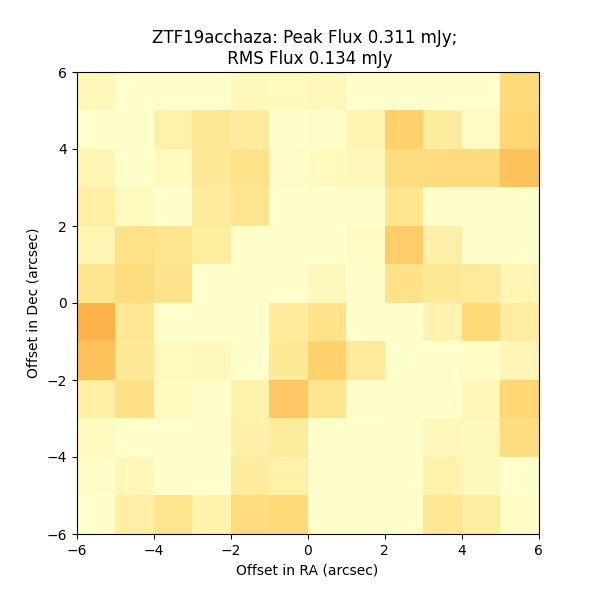 ZTF19acchaza: Peak Flux 0.311 mJy;
RMS Flux 0.134 mJy
6
4
2
0
−2
−4
−6
Offset in Dec (arcsec)
−6 −4 −2 0 2 4 6
Offset in RA (arcsec)